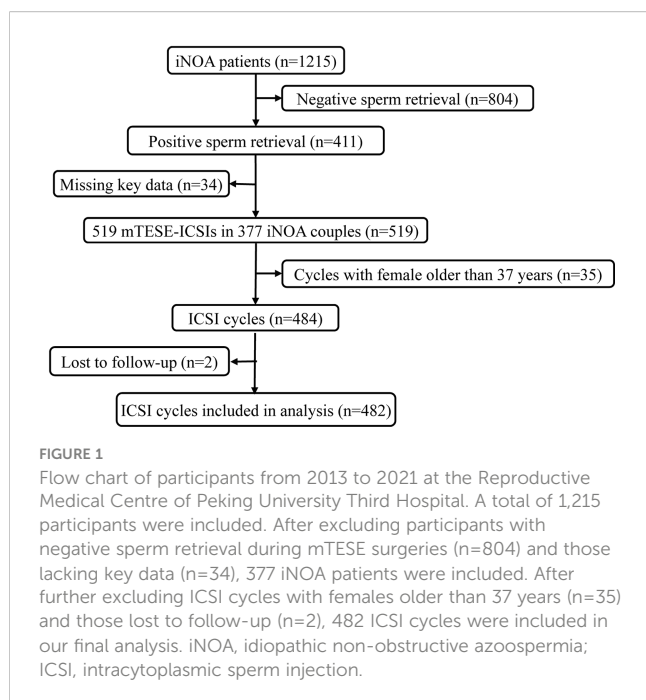 iNOA patients (n=1215)
Negative sperm retrieval (n=804)
Positive sperm retrieval (n=411)
Missing key data (n=34)
519 mTESE-ICSIs in 377 iNOA couples (n=519)
Cycles with female older than 37 years (n=35)
ICSI cycles (n=484)
Lost to follow-up (n=2)
ICSI cycles included in analysis (n=482)
FIGURE 1
Flow chart of participants from 2013 to 2021 at the Reproductive
Medical Centre of Peking University Third Hospital. A total of 1,215
participants were included. After excluding participants with
negative sperm retrieval during mTESE surgeries (n=804) and those
lacking key data (n=34), 377 iNOA patients were included. After
further excluding ICSI cycles with females older than 37 years (n=35)
and those lost to follow-up (n=2), 482 ICSI cycles were included in
our final analysis. iNOA, idiopathic non-obstructive azoospermia;
ICSI, intracytoplasmic sperm injection.